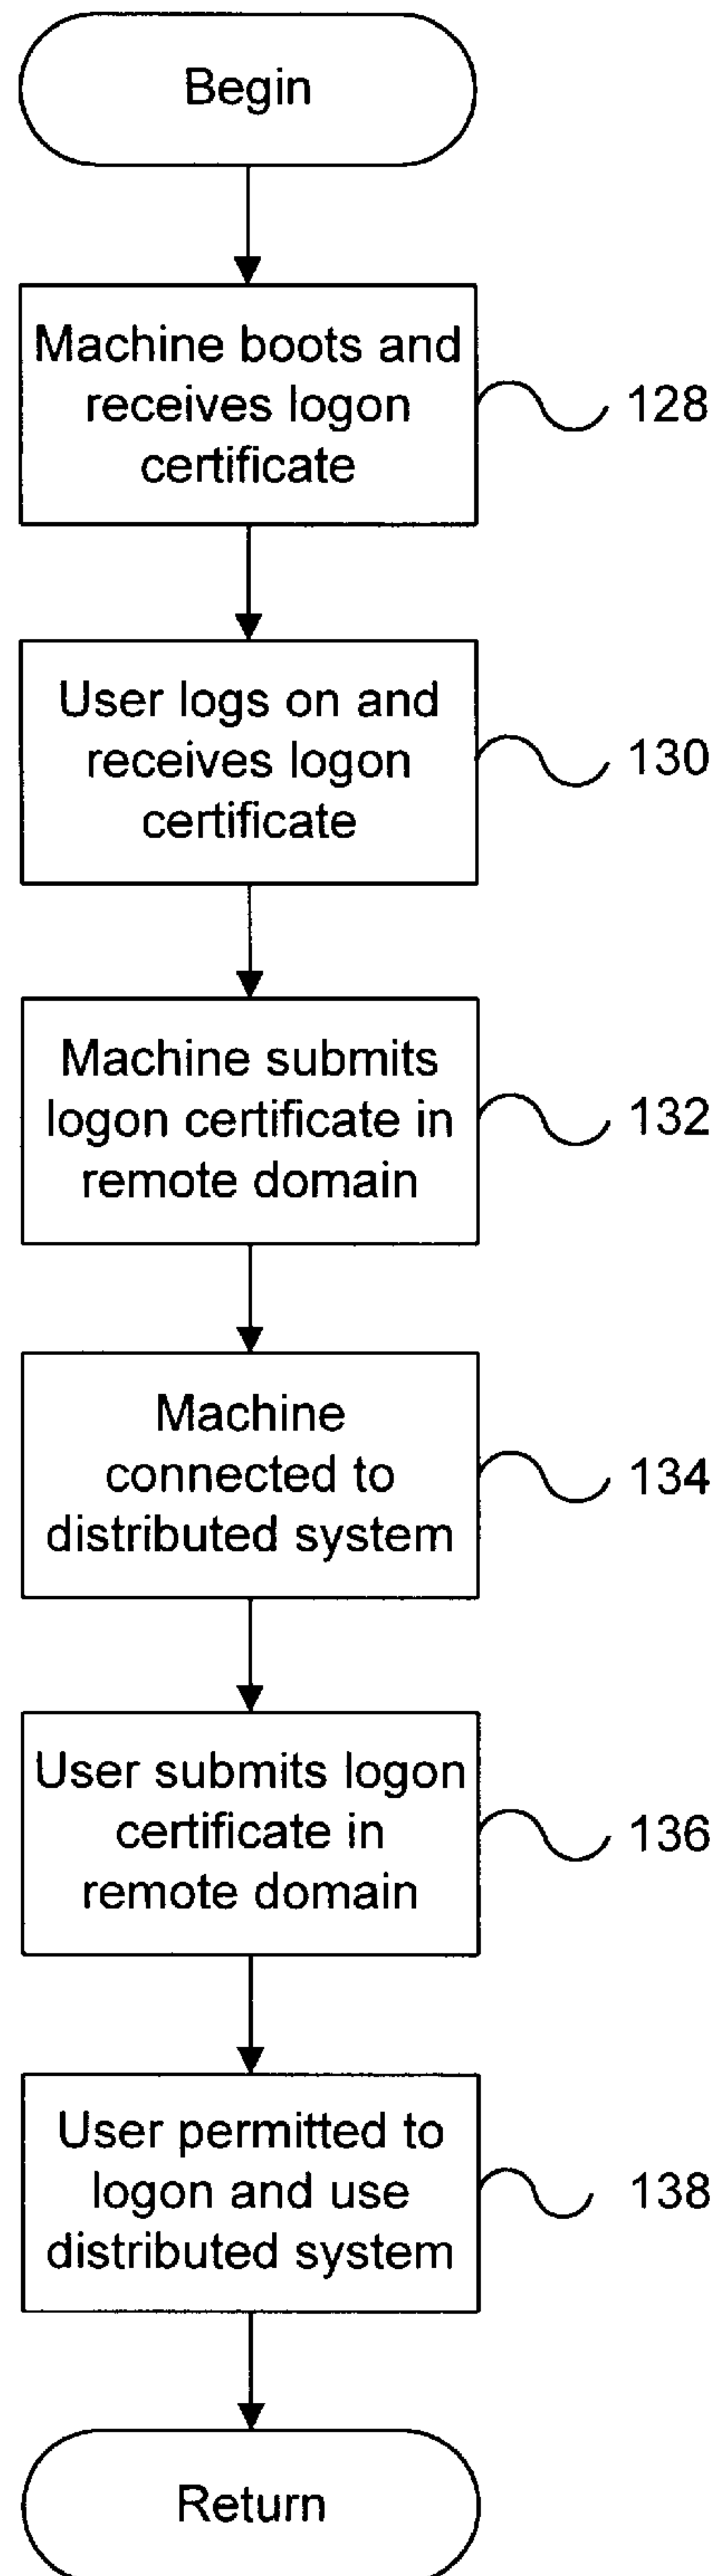 Begin
Machine boots and
receives logon
certificate
128
User logs on and
receives logon
certificate
130
Machine submits
logon certificate in
remote domain
132
Machine
connected to
distributed system
134
User submits logon
certificate in
remote domain
136
User permitted to
logon and use
distributed system
138
Return